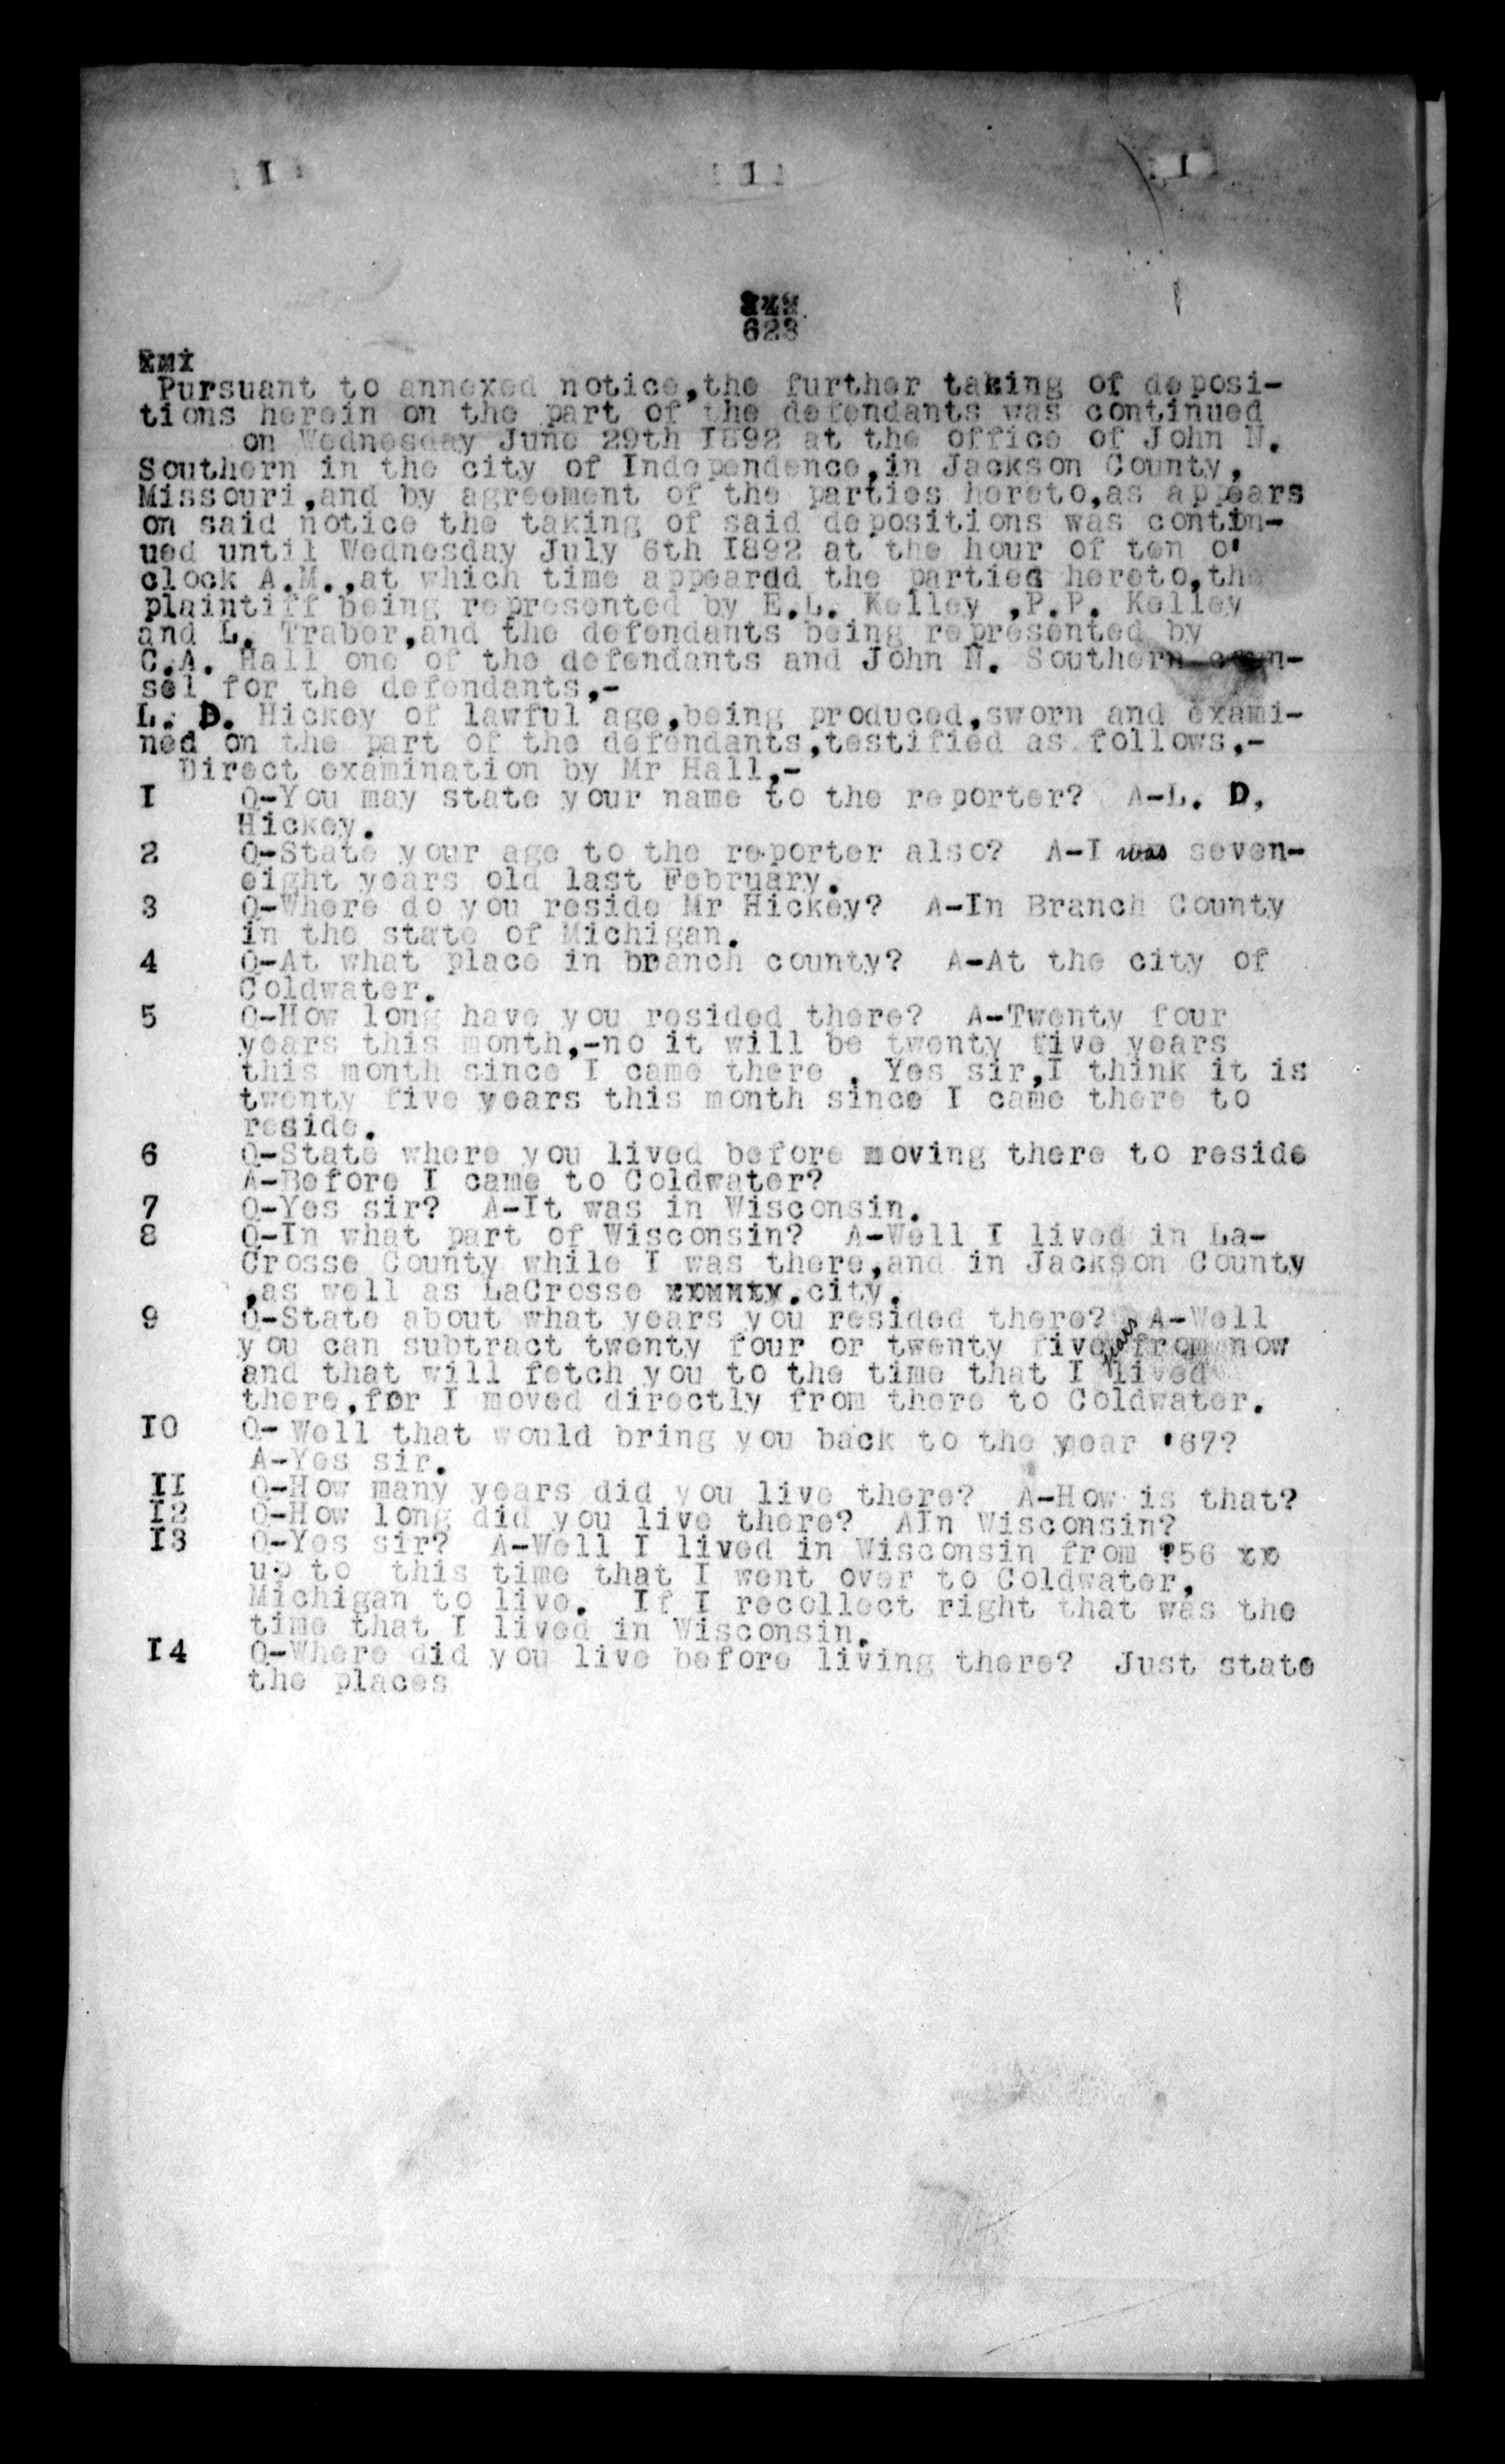 I 1 I
623
Pursuant to annexed notice,the further taking of deposi-
tions herein on the part of the defendants was continued
on Wednesday June 29th I892 at the office of John N.
Southern in the city of Independence,in Jackson County,
Missouri,and by agreement of the parties hereto,as appears
on said notice the taking of said depositions was contin-
ued until Wednesday July 6th I892 at the hour of ten o'
clock A.M.,at which time appeardd the parties hereto,the
plaintiff being represented by E.L. Kelley ,P.P. Kelley
and L. Traber,and the defendants being represented by
C.A. Hall one of the defendants and John N. Southern
sel for the defendants,-
L. D. Hickey of lawful age,being produced,sworn and exami-
ned on the part of the defendants,testified as follows,-
Direct examination by Mr Hall,-
I Q-You may state your name to the reporter? A-L. D.
Hickey.
2 Q-State your age to the reporter also? A-I was seven-
eight years old last February.
3 Q-Where do you reside Mr Hickey? A-In Branch County
in the state of Michigan.
4 Q-At what place in branch county? A-At the city of
Coldwater.
5 Q-How long have you resided there? A-Twenty four
years this month,-no it will be twenty five years
this month since I came there . Yes sir,I think it is
twenty five years this month since I came there to
reside.
6 Q-State where you lived before moving there to reside
A-Before I came to Coldwater?
7 Q-Yes sir? A-It was in Wisconsin.
8 Q-In what part of Wisconsin? A-Well I lived in La-
Crosse County while I was there,and in Jackson County
,as well as LaCrosse .city.
9 Q-State about what years you resided there? A-Well
you can subtract twenty four or twenty five years from now
and that will fetch you to the time that I lived
there,for I moved directly from there to Coldwater.
I0 Q- Well that would bring you back to the year '67?
A-Yes sir.
II Q-How many years did you live there? A-How is that?
I2 Q-How long did you live there? AIn Wisconsin?
I3 Q-Yes sir? A-Well I lived in Wisconsin from '56
up to this time that I went over to Coldwater,
Michigan to live. If I recollect right that was the
time that I lived in Wisconsin.
I4 Q-Where did you live before living there? Just state
the places